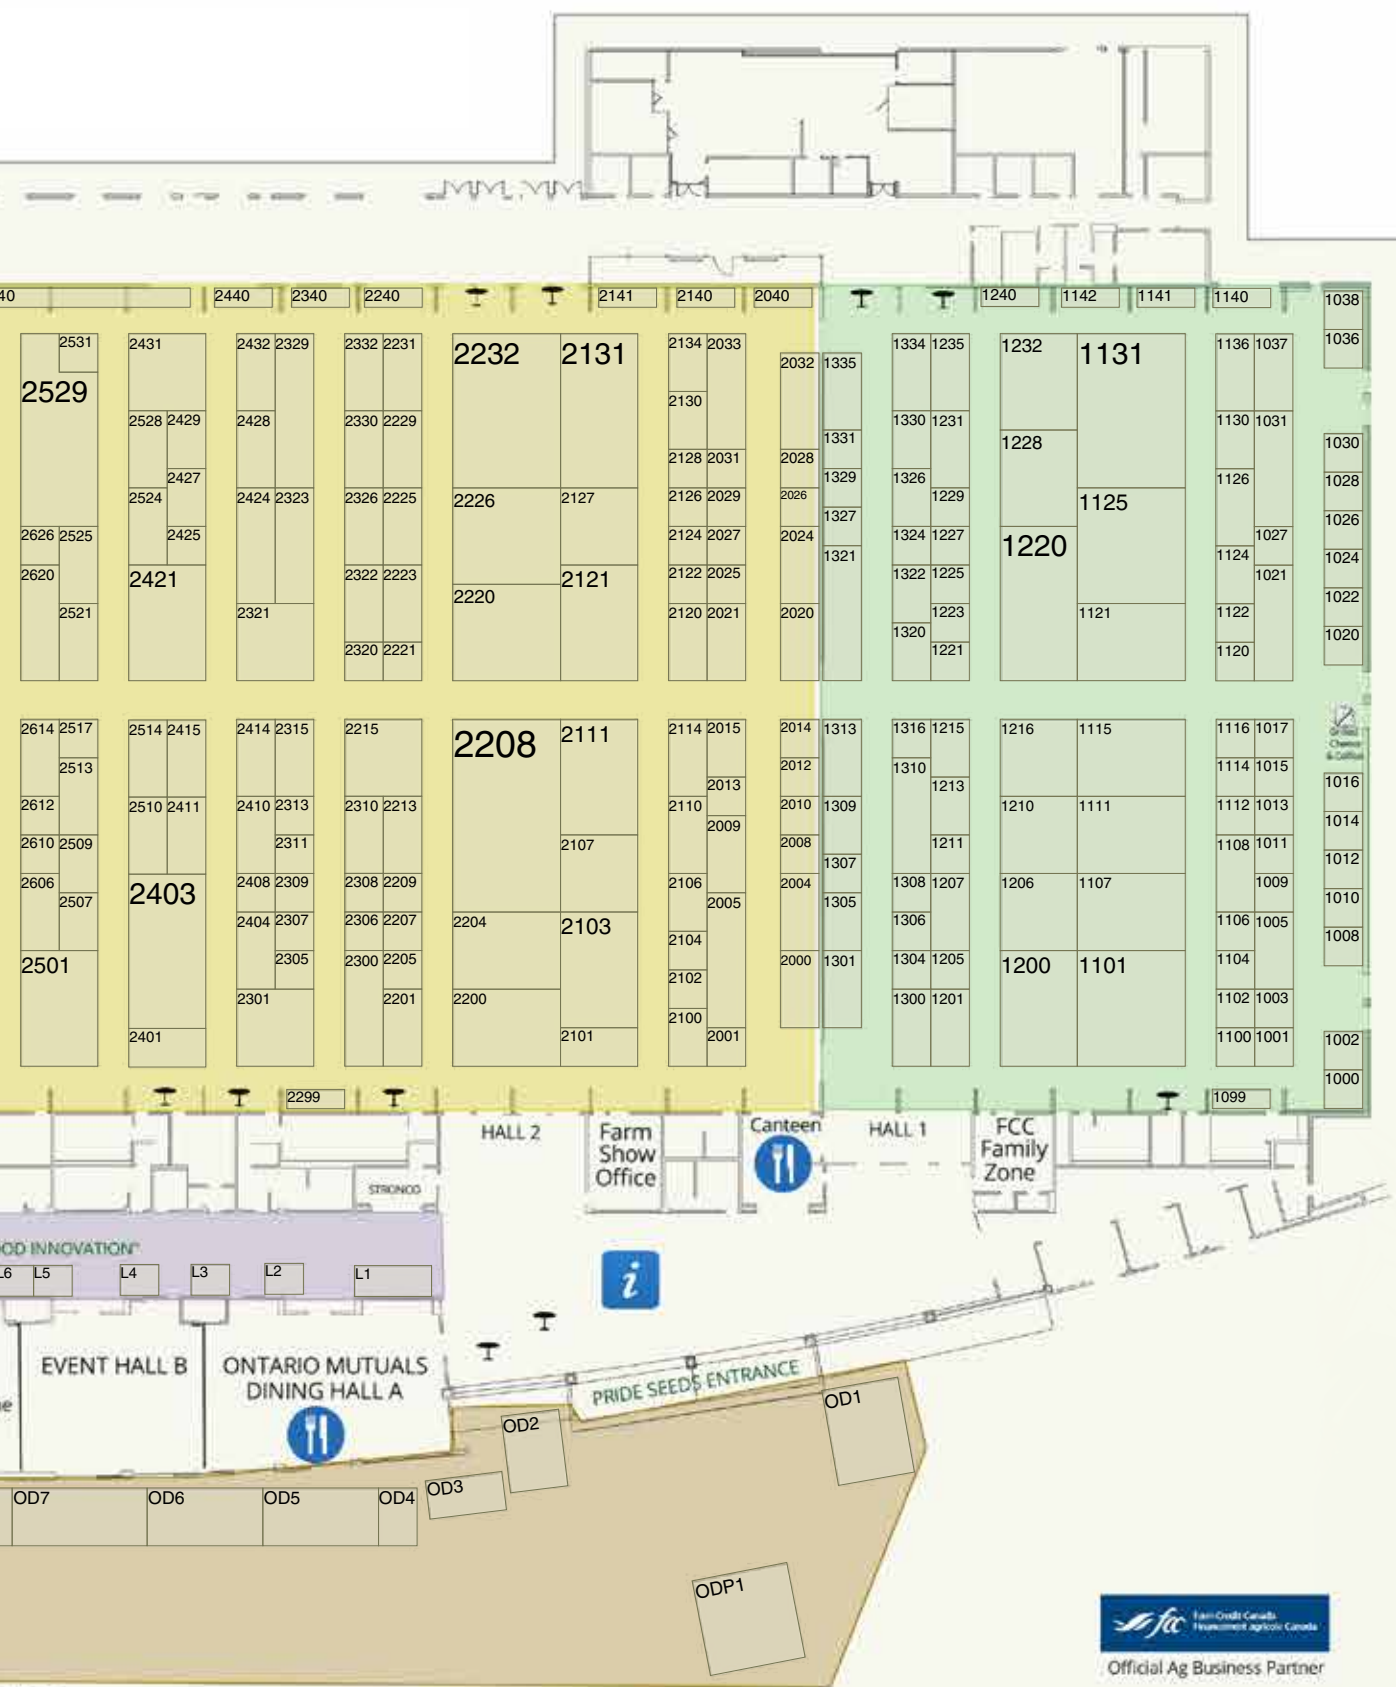 40 2440 2340 2240 2141 2140 2040 1240 1142 1141 1140 1038
1036
2531 2431 2432 2329 2332 2231 2232 2131 2134 2033 2032 1335 1334 1235 1232 1131 1136 1037
2529 2130
2528 2429 2428 2330 2229 1331 1330 1231 1228 1130 1031 1030
2427 2128 2031 2028 1329 1326 1126 1028
2524 2424 2323 2326 2225 2226 2127 2126 2029 2026 1327 1229 1125 1026
2626 2525 2425 2124 2027 2024 1321 1324 1227 1220 1124 1027 1024
2620 2421 2322 2223 2220 2121 2122 2025 1322 1225 1021 1022
2521 2321 2120 2021 2020 1320 1223 1121 1122 1020
2320 2221 1221 1120
2614 2517 2514 2415 2414 2315 2215 2208 2111 2114 2015 2014 1313 1316 1215 1216 1115 1116 1017
2513 2013 2012 1310 1213 1114 1015 1016
2612 2510 2411 2410 2313 2310 2213 2110 2009 2010 1309 1210 1111 1112 1013 1014
2610 2509 2311 2107 2008 1307 1211 1108 1011 1012
2606 2507 2403 2408 2309 2308 2209 2106 2005 2004 1305 1308 1207 1206 1107 1009 1010
2404 2307 2306 2207 2204 2103 2104 1306 1106 1005 1008
2501 2305 2300 2205 2102 2000 1301 1304 1205 1200 1101 1104
2301 2201 2200 2100 1300 1201 1102 1003
2401 2101 2001 1100 1001 1002
1000
2299 1099
HALL 2
Farm
Show
Office
Canteen
HALL 1
FCC
Family
Zone
STRONCO
OOD INNOVATION"
L6 L5 L4 L3 L2 L1
i
EVENT HALL B
ONTARIO MUTUALS
DINING HALL A
PRIDE SEEDS ENTRANCE
OD1
OD2
OD3
OD7 OD6 OD5 OD4
ODP1
fcc
Farm Credit Canada
Financement agricole Canada
Official Ag Business Partner